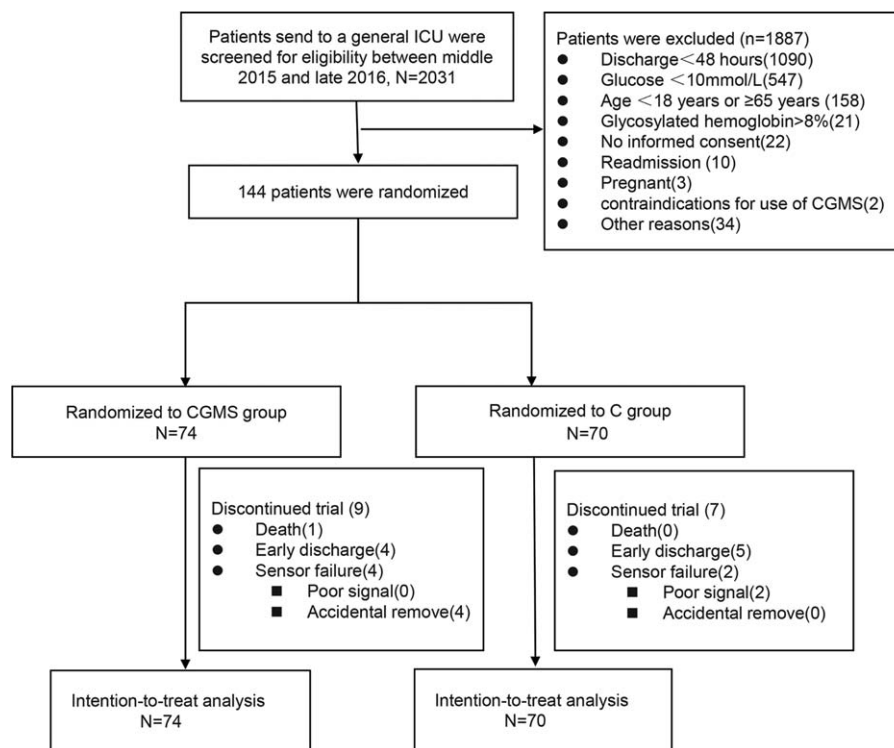 Patients send to a general ICU were
screened for eligibility between middle
2015 and late 2016, N=2031
Patients were excluded (n=1887)
● Discharge＜48 hours(1090)
● Glucose ＜10mmol/L(547)
● Age ＜18 years or ≥65 years (158)
● Glycosylated hemoglobin>8%(21)
● No informed consent(22)
● Readmission (10)
● Pregnant(3)
● contraindications for use of CGMS(2)
● Other reasons(34)
144 patients were randomized
Randomized to CGMS group
N=74
Randomized to C group
N=70
Discontinued trial (9)
● Death(1)
● Early discharge(4)
● Sensor failure(4)
■ Poor signal(0)
■ Accidental remove(4)
Discontinued trial (7)
● Death(0)
● Early discharge(5)
● Sensor failure(2)
■ Poor signal(2)
■ Accidental remove(0)
Intention-to-treat analysis
N=74
Intention-to-treat analysis
N=70